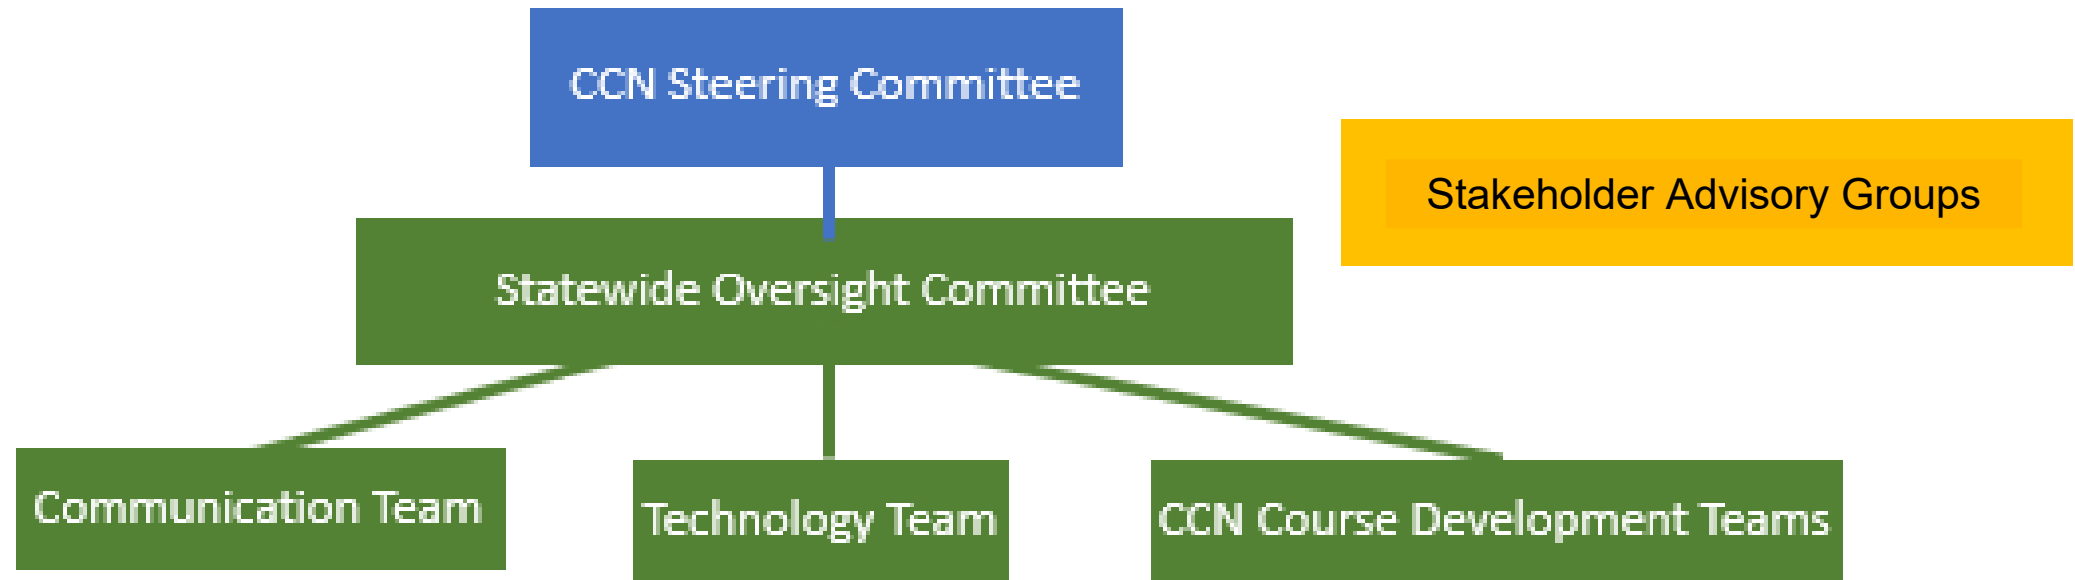 CCN Steering Committee
Stakeholder Advisory Groups
Statewide Oversight Committee
Communication Team
Technology Team
CCN Course Development Teams